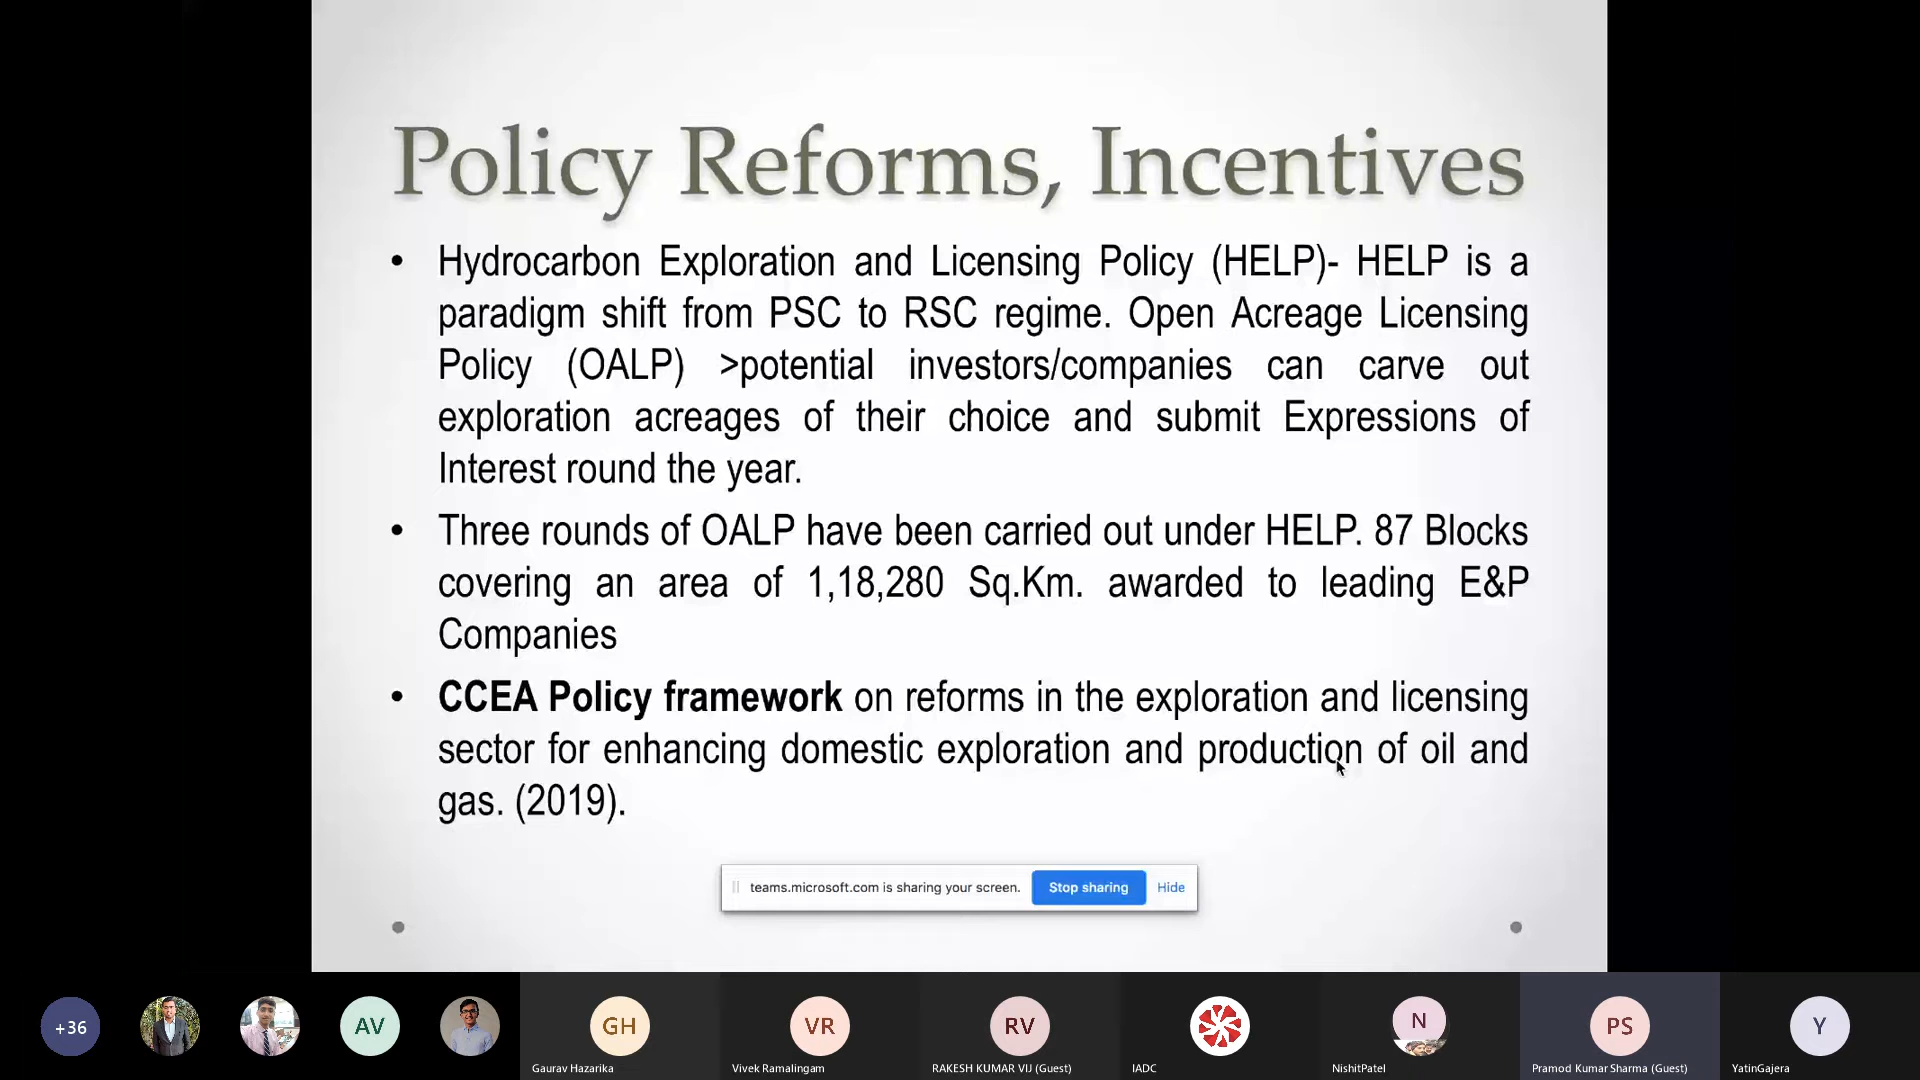 Policy Reforms, Incentives
• Hydrocarbon Exploration and Licensing Policy (HELP)- HELP is a
paradigm shift from PSC to RSC regime. Open Acreage Licensing
Policy (OALP) >potential investors/companies can carve out
exploration acreages of their choice and submit Expressions of
Interest round the year.
• Three rounds of OALP have been carried out under HELP. 87 Blocks
covering an area of 1,18,280 Sq.Km. awarded to leading E&P
Companies
• CCEA Policy framework on reforms in the exploration and licensing
sector for enhancing domestic exploration and production of oil and
gas. (2019).
teams.microsoft.com is sharing your screen. Stop sharing Hide
+36 AV GH VR RV N PS Y
Gaurav Hazarika Vivek Ramalingam RAKESH KUMAR VIJ (Guest) IADC NishitPatel Pramod Kumar Sharma (Guest) YatinGajera